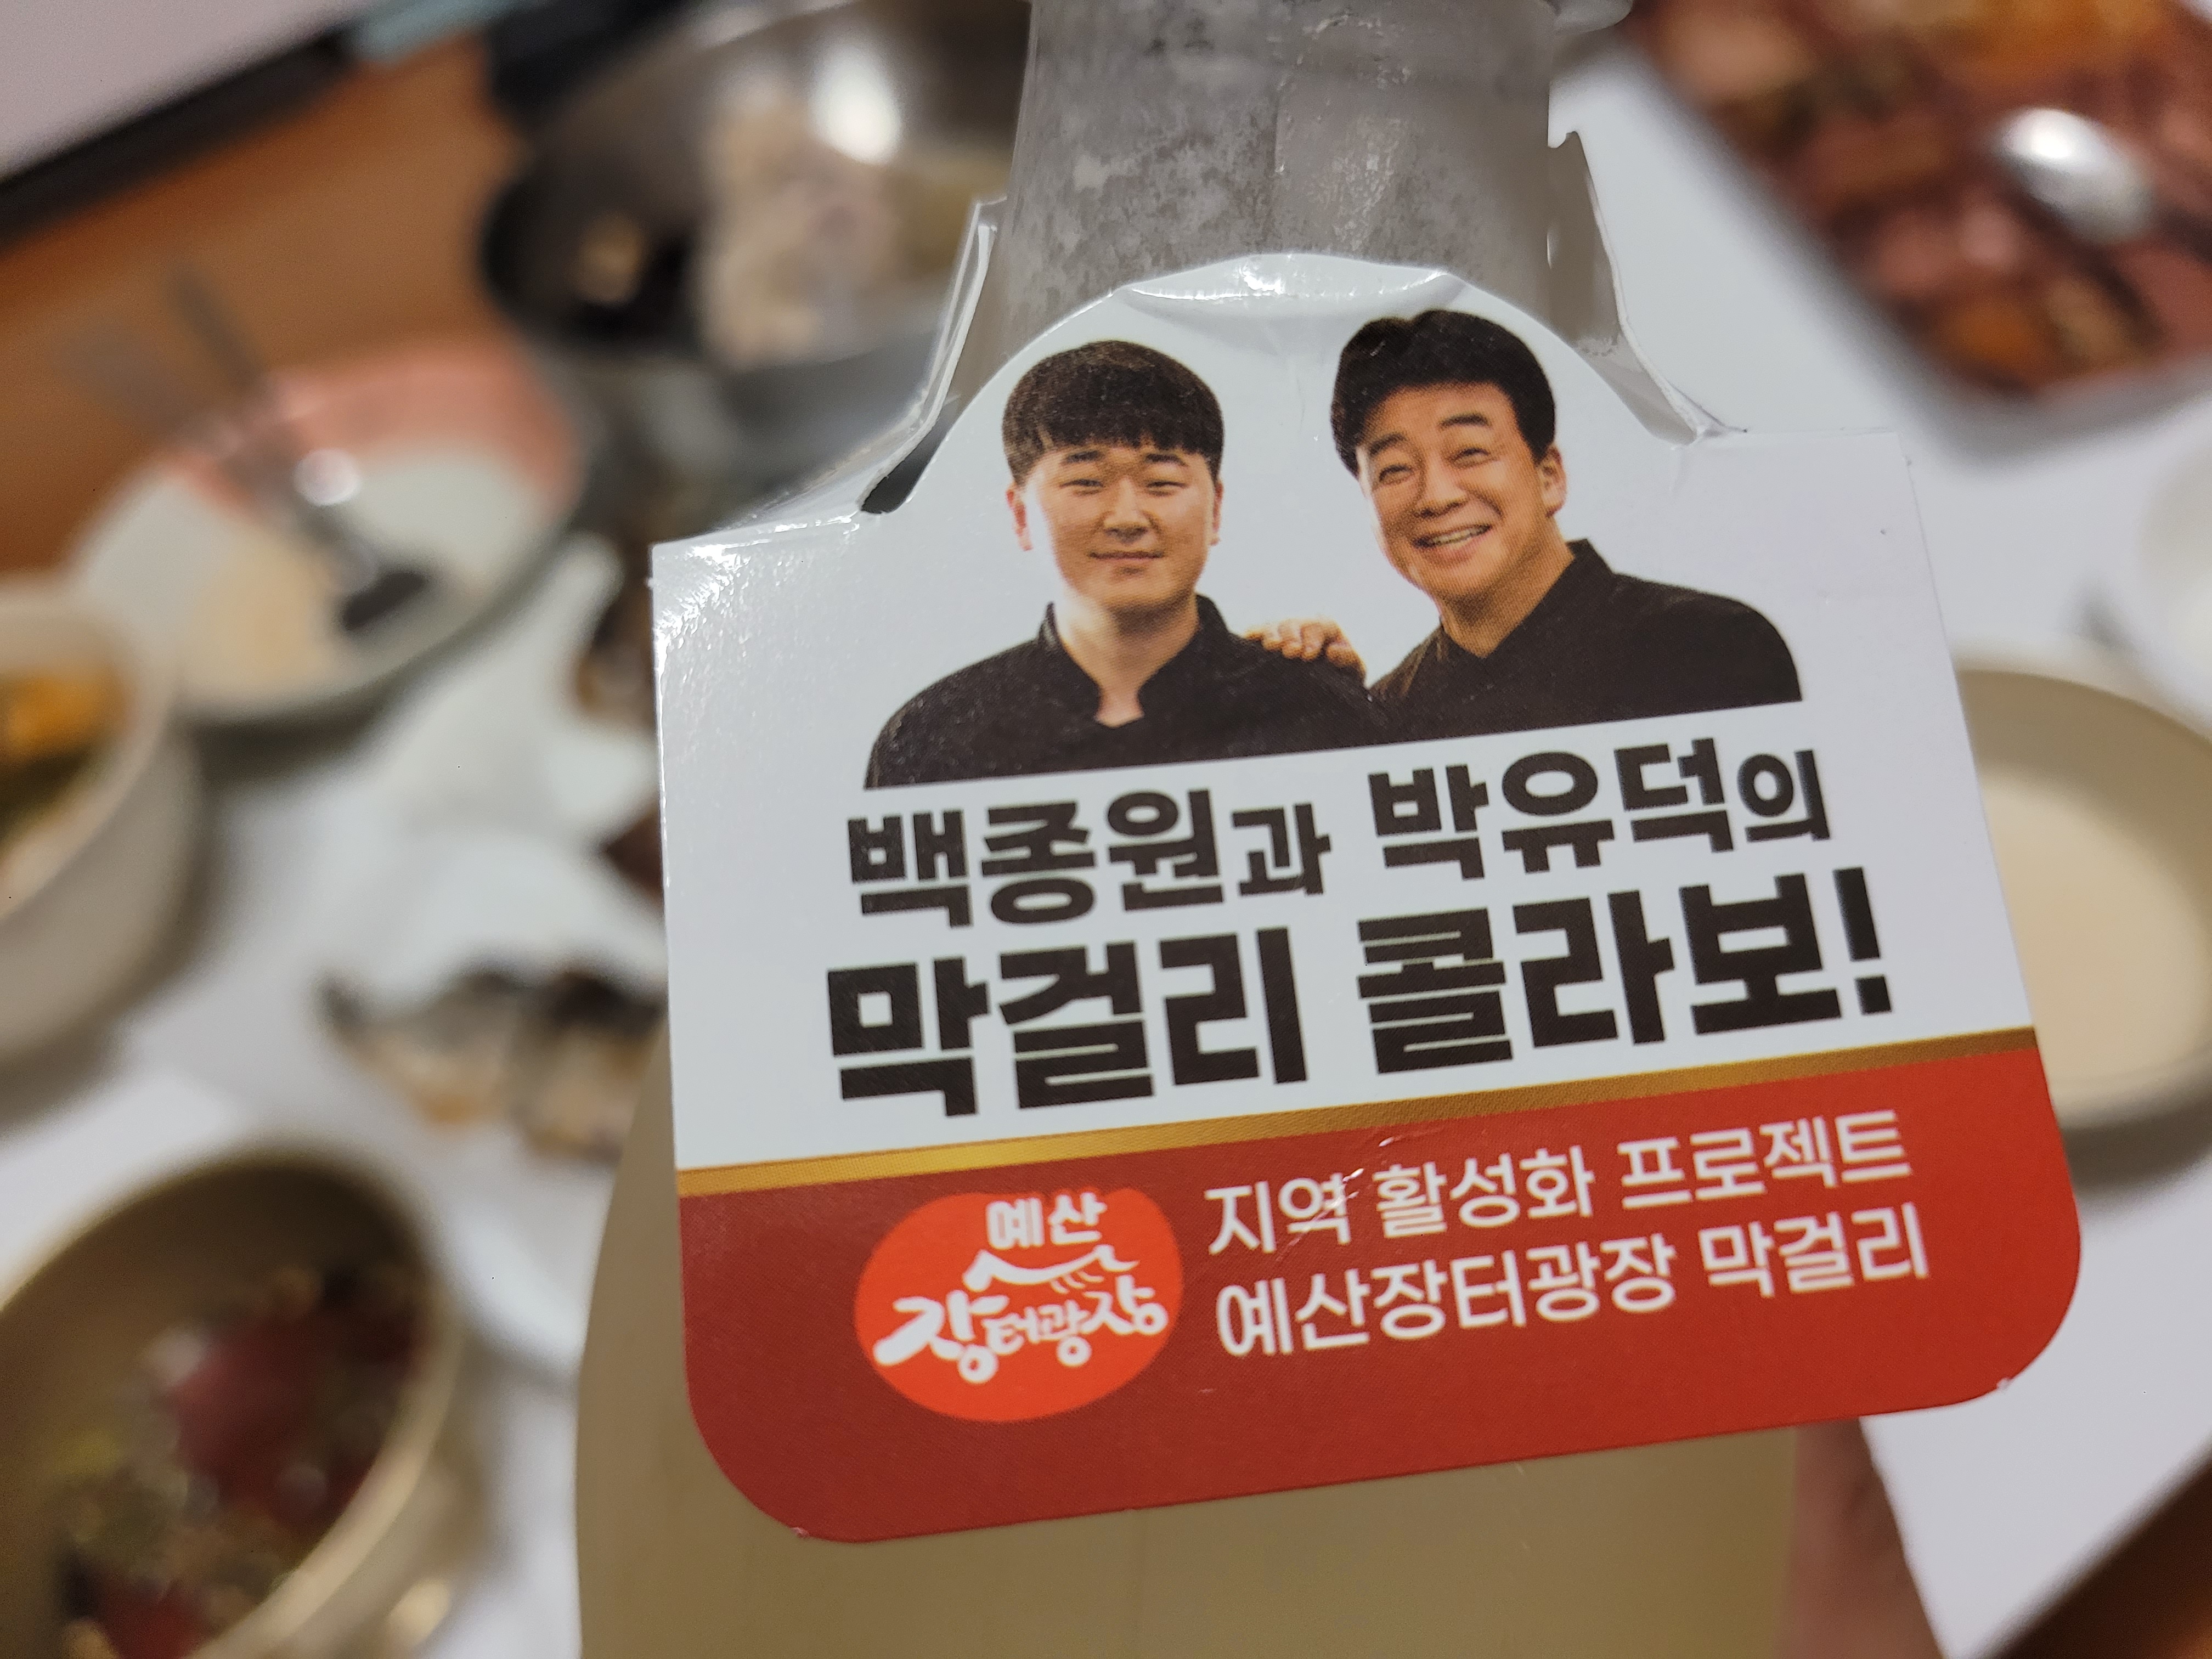 백종원과 박유덕의
막걸리 콜라보!
예산
장터광장
지역 활성화 프로젝트
예산장터광장 막걸리